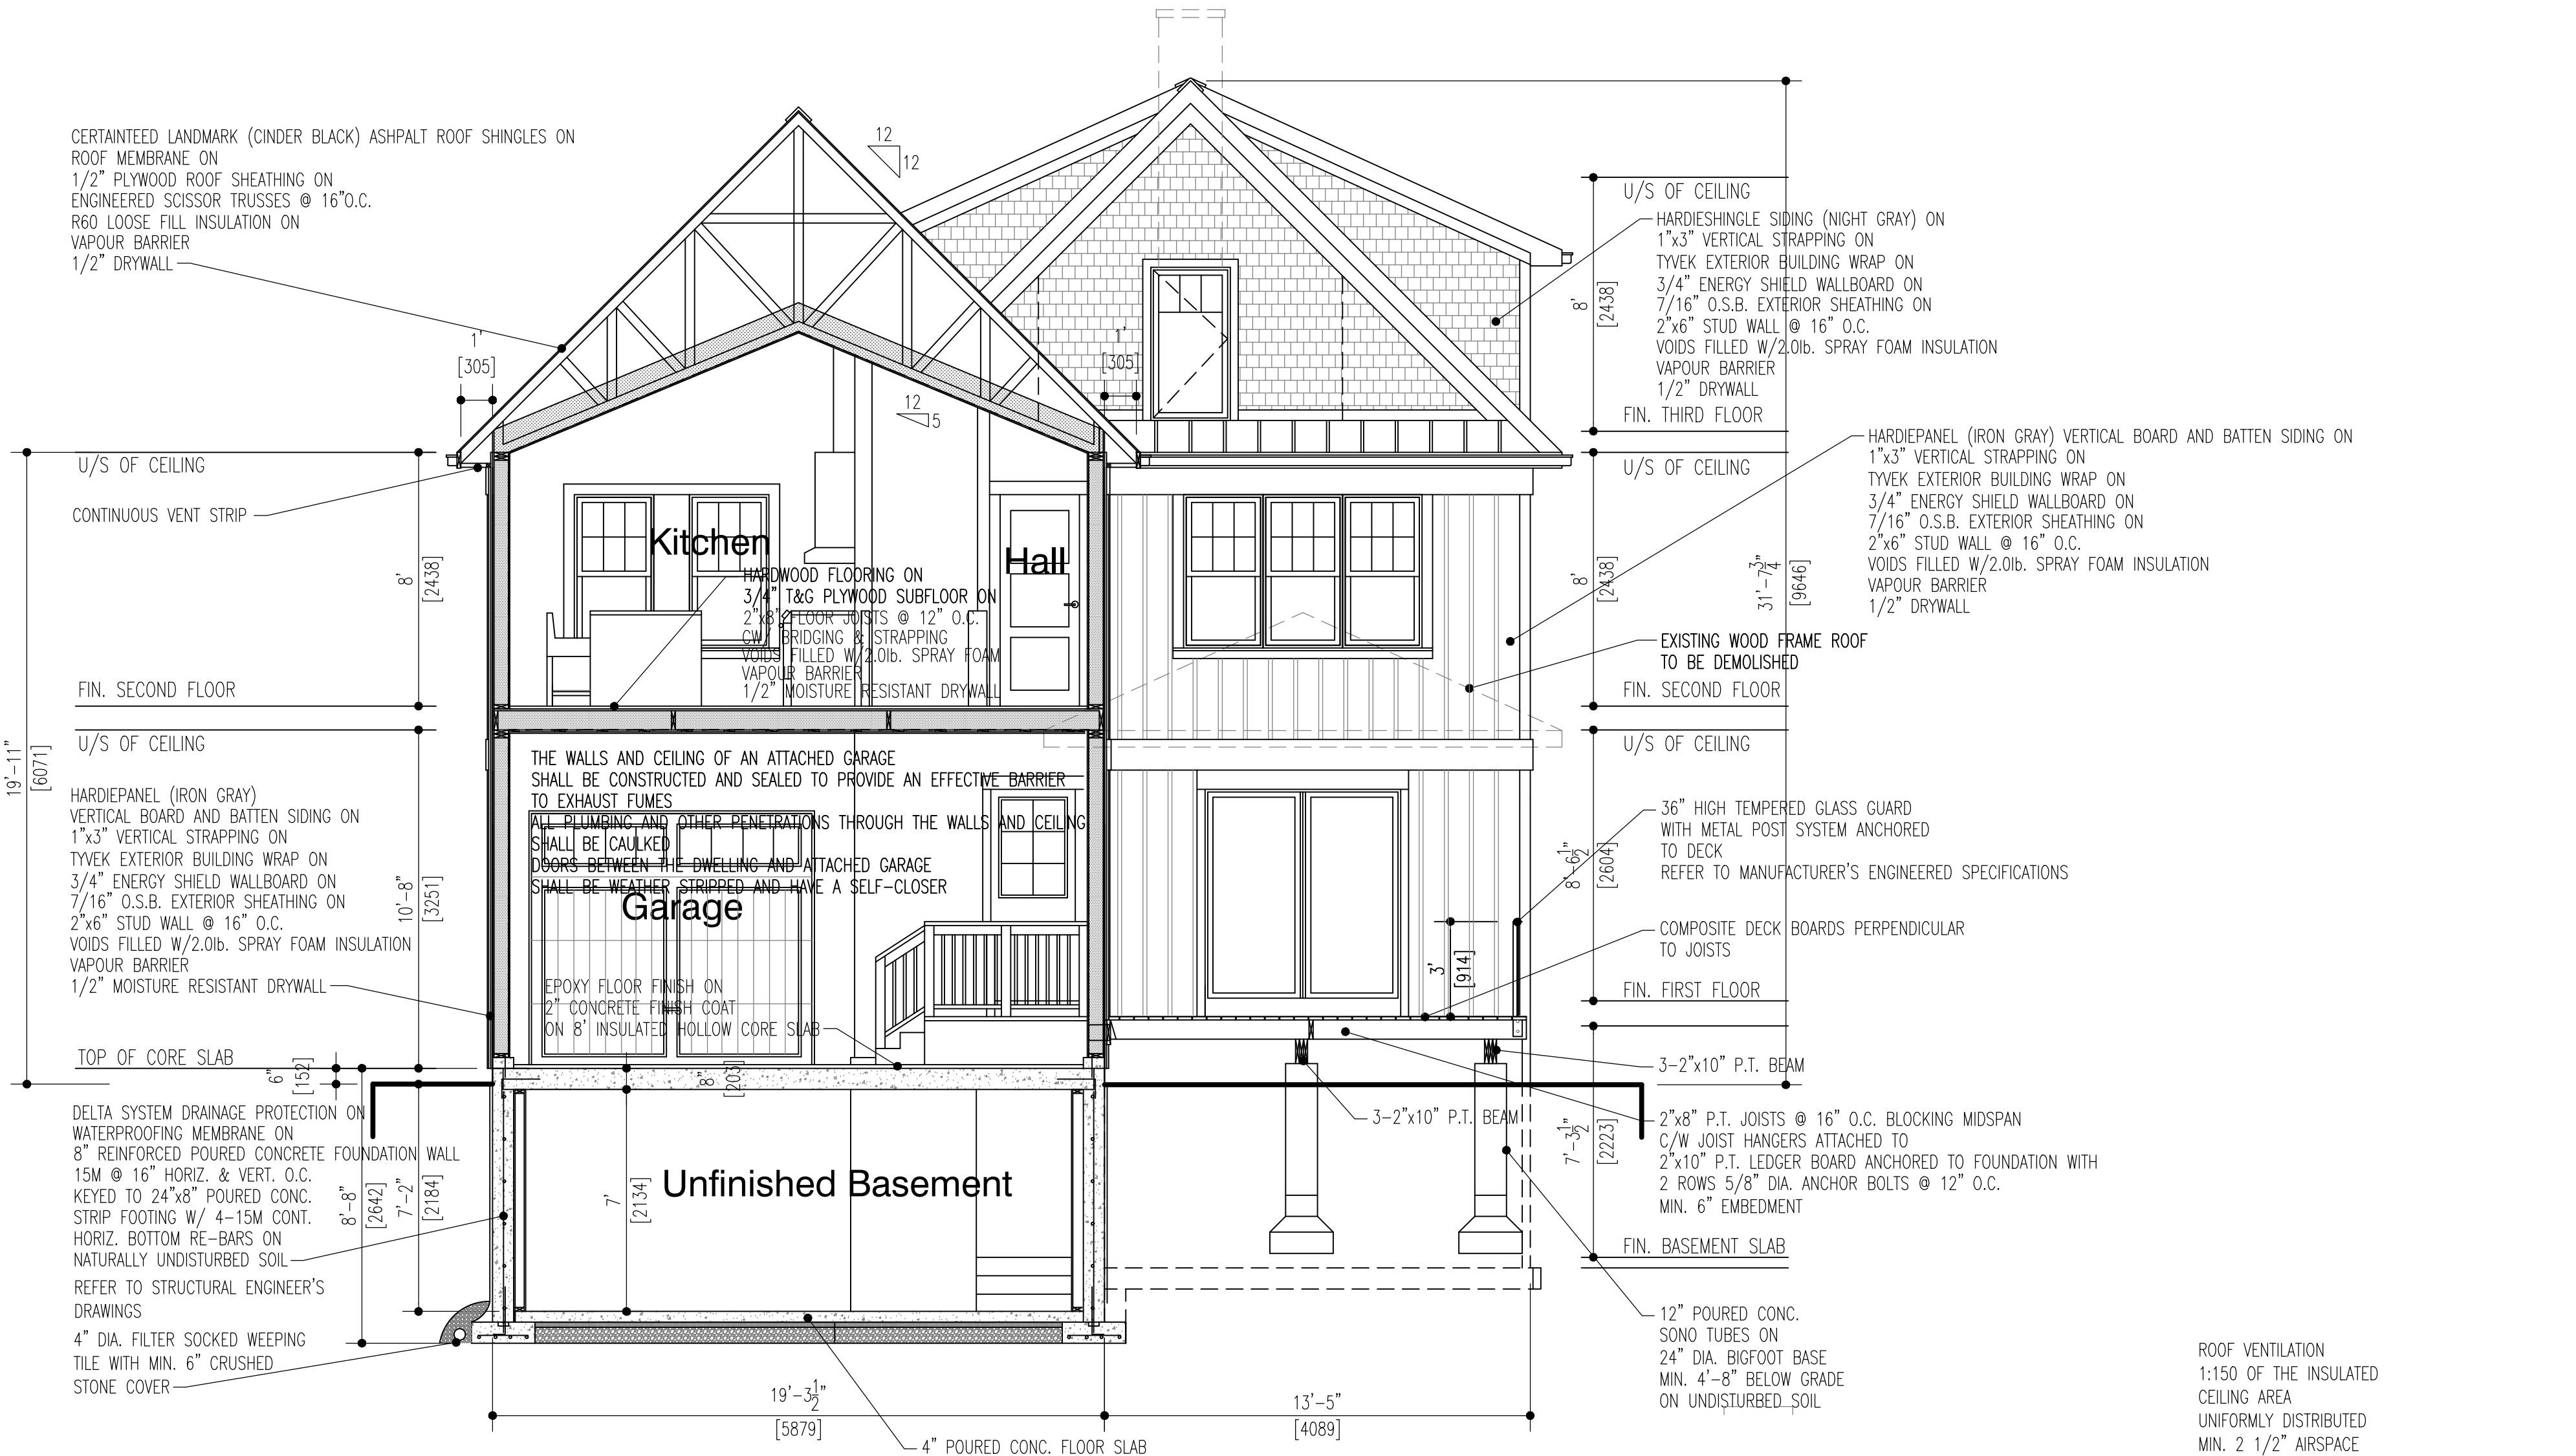 CERTAINTEED LANDMARK (CINDER BLACK) ASHPALT ROOF SHINGLES ON
ROOF MEMBRANE ON
1/2" PLYWOOD ROOF SHEATHING ON
ENGINEERED SCISSOR TRUSSES @ 16"O.C.
R60 LOOSE FILL INSULATION ON
VAPOUR BARRIER
1/2" DRYWALL
12
12
1'
[305]
1'
[305]
12
5
U/S OF CEILING
HARDIESHINGLE SIDING (NIGHT GRAY) ON
1"x3" VERTICAL STRAPPING ON
TYVEK EXTERIOR BUILDING WRAP ON
3/4" ENERGY SHIELD WALLBOARD ON
7/16" O.S.B. EXTERIOR SHEATHING ON
2"x6" STUD WALL @ 16" O.C.
VOIDS FILLED W/2.0lb. SPRAY FOAM INSULATION
VAPOUR BARRIER
1/2" DRYWALL
8'
[2438]
FIN. THIRD FLOOR
U/S OF CEILING
HARDIEPANEL (IRON GRAY) VERTICAL BOARD AND BATTEN SIDING ON
1"x3" VERTICAL STRAPPING ON
TYVEK EXTERIOR BUILDING WRAP ON
3/4" ENERGY SHIELD WALLBOARD ON
7/16" O.S.B. EXTERIOR SHEATHING ON
2"x6" STUD WALL @ 16" O.C.
VOIDS FILLED W/2.0lb. SPRAY FOAM INSULATION
VAPOUR BARRIER
1/2" DRYWALL
8'
[2438]
31'-7 3/4"
[9646]
EXISTING WOOD FRAME ROOF
TO BE DEMOLISHED
FIN. SECOND FLOOR
U/S OF CEILING
U/S OF CEILING
CONTINUOUS VENT STRIP
8'
[2438]
FIN. SECOND FLOOR
U/S OF CEILING
19'-11"
[6071]
Kitchen
Hall
HARDWOOD FLOORING ON
3/4" T&G PLYWOOD SUBFLOOR ON
2"x8" FLOOR JOISTS @ 12" O.C.
CW/ BRIDGING & STRAPPING
VOIDS FILLED W/2.0lb. SPRAY FOAM
VAPOUR BARRIER
1/2" MOISTURE RESISTANT DRYWALL
THE WALLS AND CEILING OF AN ATTACHED GARAGE
SHALL BE CONSTRUCTED AND SEALED TO PROVIDE AN EFFECTIVE BARRIER
TO EXHAUST FUMES
ALL PLUMBING AND OTHER PENETRATIONS THROUGH THE WALLS AND CEILING
SHALL BE CAULKED
DOORS BETWEEN THE DWELLING AND ATTACHED GARAGE
SHALL BE WEATHER STRIPPED AND HAVE A SELF-CLOSER
Garage
EPOXY FLOOR FINISH ON
2" CONCRETE FINISH COAT
ON 8' INSULATED HOLLOW CORE SLAB
HARDIEPANEL (IRON GRAY)
VERTICAL BOARD AND BATTEN SIDING ON
1"x3" VERTICAL STRAPPING ON
TYVEK EXTERIOR BUILDING WRAP ON
3/4" ENERGY SHIELD WALLBOARD ON
7/16" O.S.B. EXTERIOR SHEATHING ON
2"x6" STUD WALL @ 16" O.C.
VOIDS FILLED W/2.0lb. SPRAY FOAM INSULATION
VAPOUR BARRIER
1/2" MOISTURE RESISTANT DRYWALL
10'-8"
[3251]
TOP OF CORE SLAB
6"
[152]
8"
[203]
36" HIGH TEMPERED GLASS GUARD
WITH METAL POST SYSTEM ANCHORED
TO DECK
REFER TO MANUFACTURER'S ENGINEERED SPECIFICATIONS
8'-6 1/2"
[2604]
COMPOSITE DECK BOARDS PERPENDICULAR
TO JOISTS
3'
[914]
FIN. FIRST FLOOR
3-2"x10" P.T. BEAM
3-2"x10" P.T. BEAM
2"x8" P.T. JOISTS @ 16" O.C. BLOCKING MIDSPAN
C/W JOIST HANGERS ATTACHED TO
2"x10" P.T. LEDGER BOARD ANCHORED TO FOUNDATION WITH
2 ROWS 5/8" DIA. ANCHOR BOLTS @ 12" O.C.
MIN. 6" EMBEDMENT
7'-3 1/2"
[2223]
FIN. BASEMENT SLAB
DELTA SYSTEM DRAINAGE PROTECTION ON
WATERPROOFING MEMBRANE ON
8" REINFORCED POURED CONCRETE FOUNDATION WALL
15M @ 16" HORIZ. & VERT. O.C.
KEYED TO 24"x8" POURED CONC.
STRIP FOOTING W/ 4-15M CONT.
HORIZ. BOTTOM RE-BARS ON
NATURALLY UNDISTURBED SOIL
REFER TO STRUCTURAL ENGINEER'S
DRAWINGS
8'-8"
[2642]
7'-2"
[2184]
7'
[2134]
Unfinished Basement
4" DIA. FILTER SOCKED WEEPING
TILE WITH MIN. 6" CRUSHED
STONE COVER
12" POURED CONC.
SONO TUBES ON
24" DIA. BIGFOOT BASE
MIN. 4'-8" BELOW GRADE
ON UNDISTURBED SOIL
19'-3 1/2"
[5879]
13'-5"
[4089]
4" POURED CONC. FLOOR SLAB
ROOF VENTILATION
1:150 OF THE INSULATED
CEILING AREA
UNIFORMLY DISTRIBUTED
MIN. 2 1/2" AIRSPACE